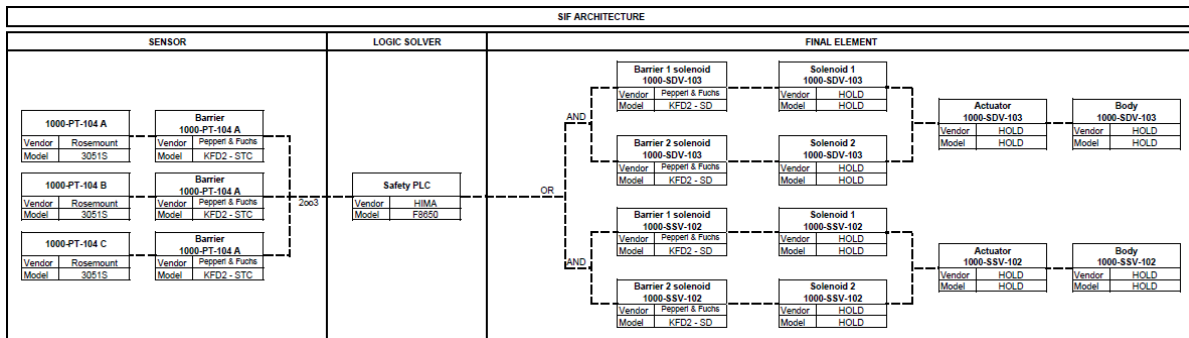 SIF ARCHITECTURE
SENSOR
LOGIC SOLVER
FINAL ELEMENT
1000-PT-104 A
Vendor Rosemount
Model 3051S
Barrier
1000-PT-104 A
Vendor Pepperl & Fuchs
Model KFD2 - STC
1000-PT-104 B
Vendor Rosemount
Model 3051S
Barrier
1000-PT-104 A
Vendor Pepperl & Fuchs
Model KFD2 - STC
1000-PT-104 C
Vendor Rosemount
Model 3051S
Barrier
1000-PT-104 A
Vendor Pepperl & Fuchs
Model KFD2 - STC
2oo3
Safety PLC
Vendor HIMA
Model F8650
OR
AND
Barrier 1 solenoid
1000-SDV-103
Vendor Pepperl & Fuchs
Model KFD2 - SD
Solenoid 1
1000-SDV-103
Vendor HOLD
Model HOLD
Barrier 2 solenoid
1000-SDV-103
Vendor Pepperl & Fuchs
Model KFD2 - SD
Solenoid 2
1000-SDV-103
Vendor HOLD
Model HOLD
Actuator
1000-SDV-103
Vendor HOLD
Model HOLD
Body
1000-SDV-103
Vendor HOLD
Model HOLD
AND
Barrier 1 solenoid
1000-SSV-102
Vendor Pepperl & Fuchs
Model KFD2 - SD
Solenoid 1
1000-SSV-102
Vendor HOLD
Model HOLD
Barrier 2 solenoid
1000-SSV-102
Vendor Pepperl & Fuchs
Model KFD2 - SD
Solenoid 2
1000-SSV-102
Vendor HOLD
Model HOLD
Actuator
1000-SSV-102
Vendor HOLD
Model HOLD
Body
1000-SSV-102
Vendor HOLD
Model HOLD